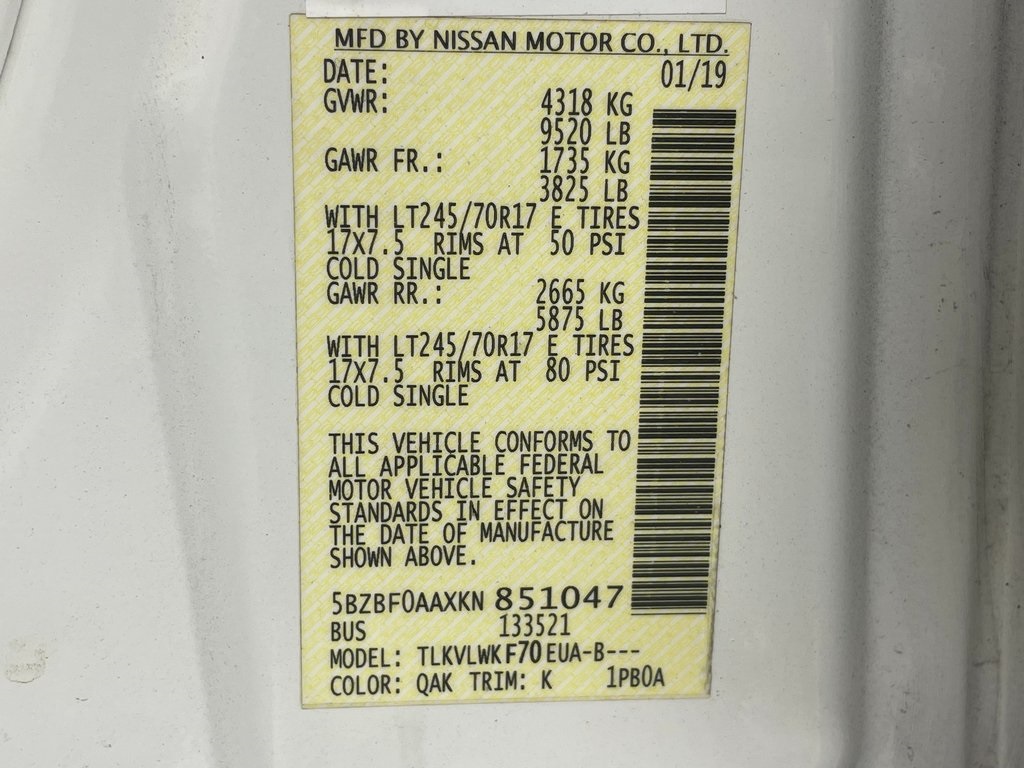 MFD BY NISSAN MOTOR CO., LTD.
DATE: 01/19
GVWR: 4318 KG
9520 LB
GAWR FR.: 1735 KG
3825 LB
WITH LT245/70R17 E TIRES
17X7.5 RIMS AT 50 PSI
COLD SINGLE
GAWR RR.: 2665 KG
5875 LB
WITH LT245/70R17 E TIRES
17X7.5 RIMS AT 80 PSI
COLD SINGLE
THIS VEHICLE CONFORMS TO
ALL APPLICABLE FEDERAL
MOTOR VEHICLE SAFETY
STANDARDS IN EFFECT ON
THE DATE OF MANUFACTURE
SHOWN ABOVE.
5BZBF0AAXKN 851047
BUS 133521
MODEL: TLKVLWKF70EUA-B---
COLOR: QAK TRIM: K 1PB0A